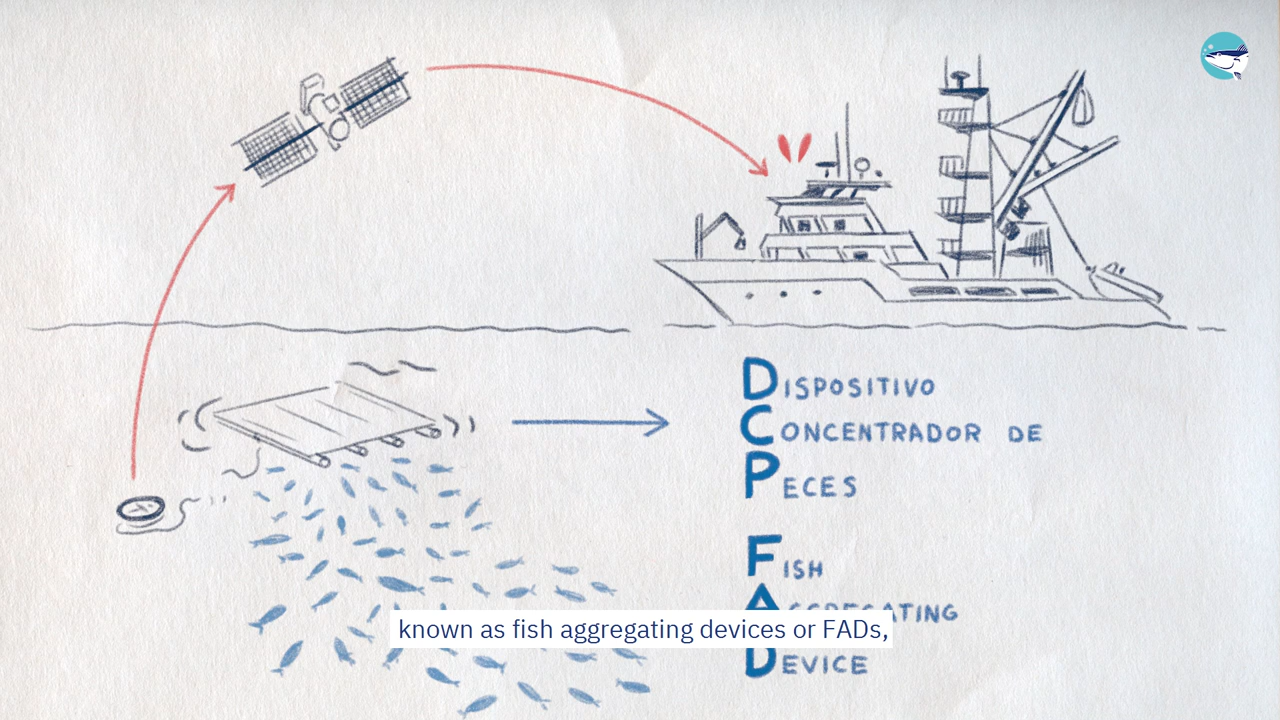 Dispositivo
Concentrador de
Peces
Fish
Aggregating
known as fish aggregating devices or FADs,
Device